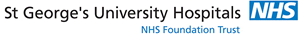 St George's University Hospitals NHS
NHS Foundation Trust